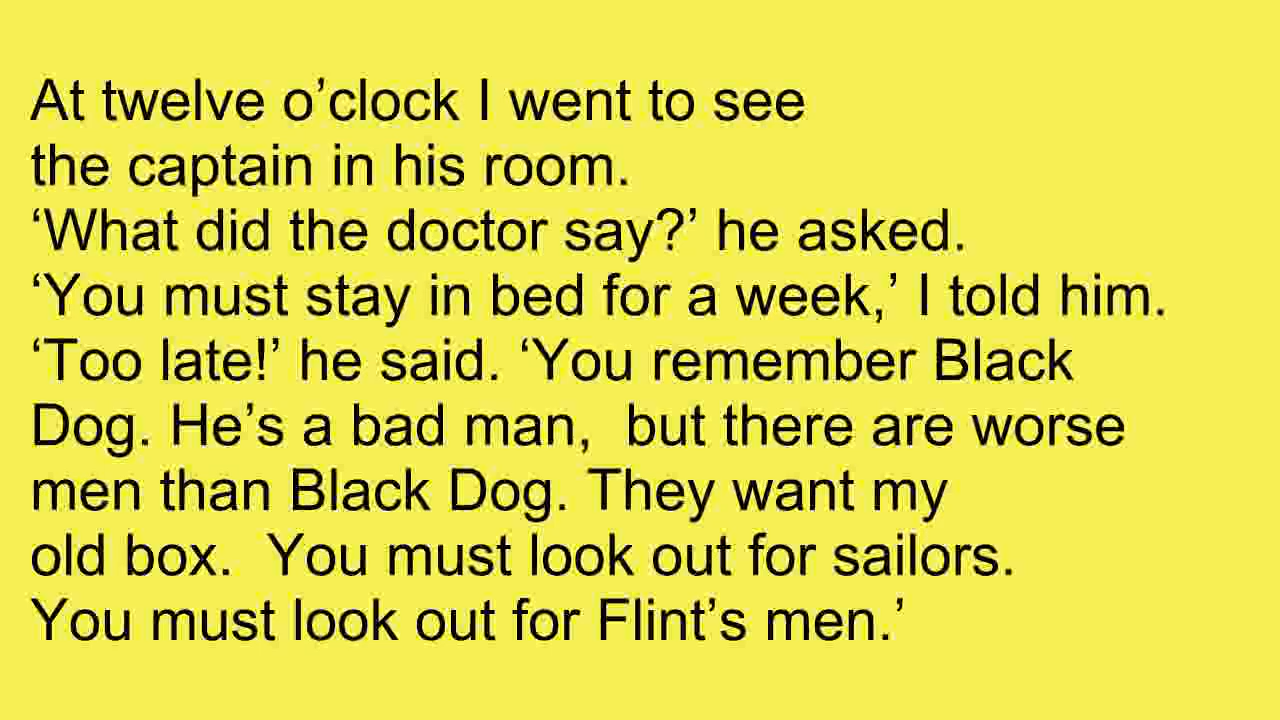 At twelve o’clock I went to see
the captain in his room.
‘What did the doctor say?’ he asked.
‘You must stay in bed for a week,’ I told him.
‘Too late!’ he said. ‘You remember Black
Dog. He’s a bad man,  but there are worse
men than Black Dog. They want my
old box.  You must look out for sailors.
You must look out for Flint’s men.’